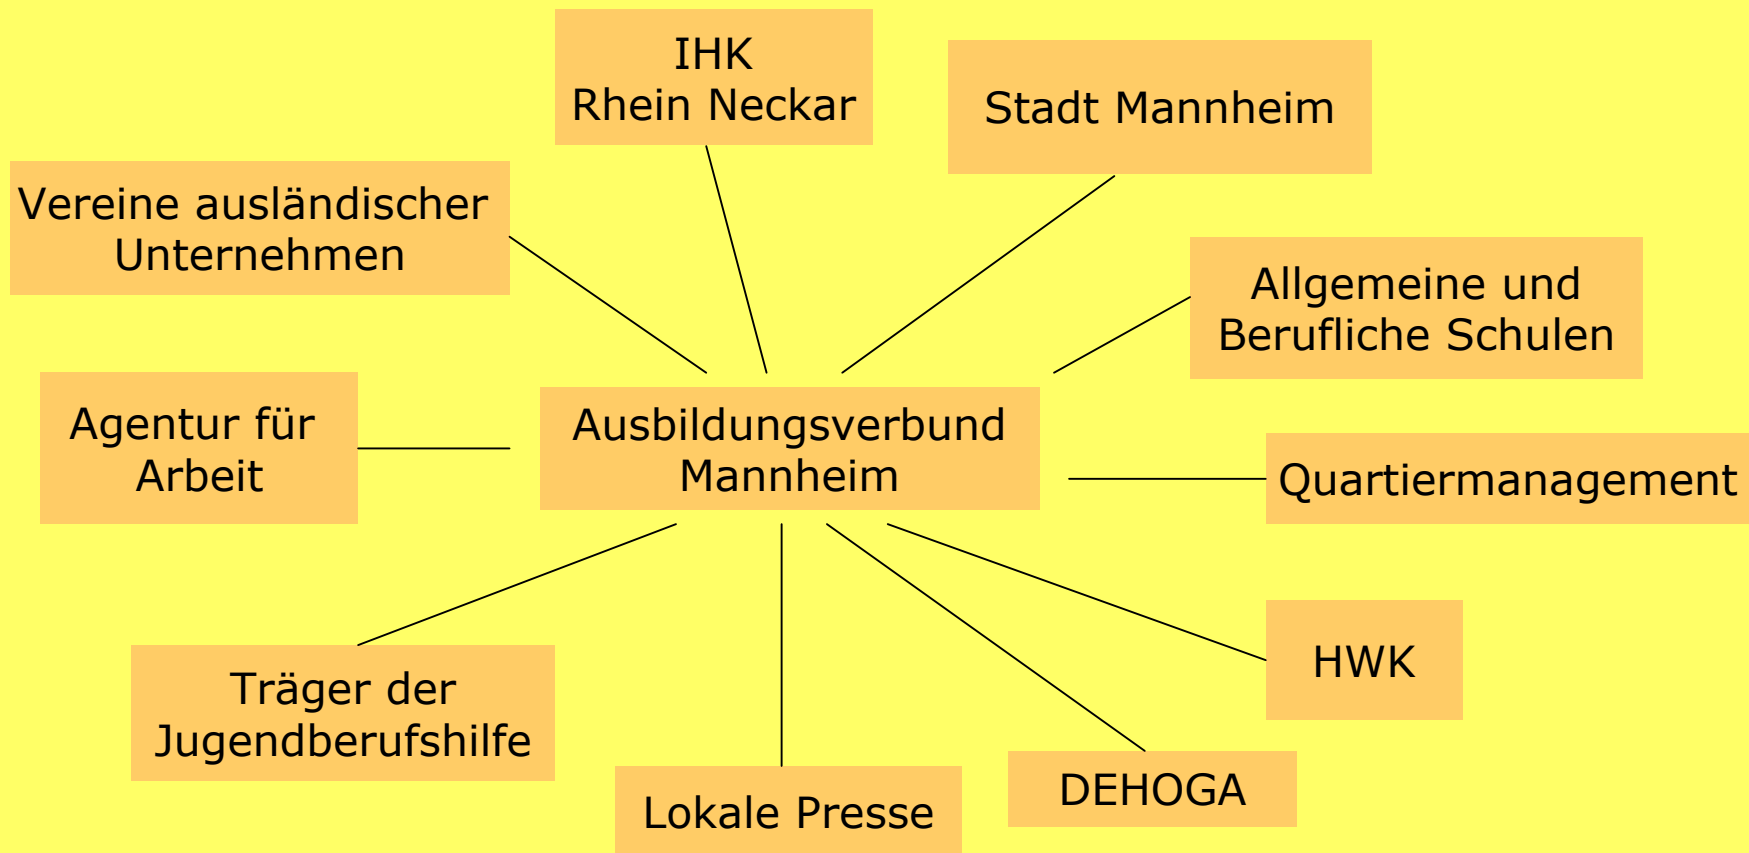 IHK
Rhein Neckar
Stadt Mannheim
Vereine ausländischer
Unternehmen
Allgemeine und
Berufliche Schulen
Agentur für
Arbeit
Ausbildungsverbund
Mannheim
Quartiermanagement
HWK
Träger der
Jugendberufshilfe
DEHOGA
Lokale Presse